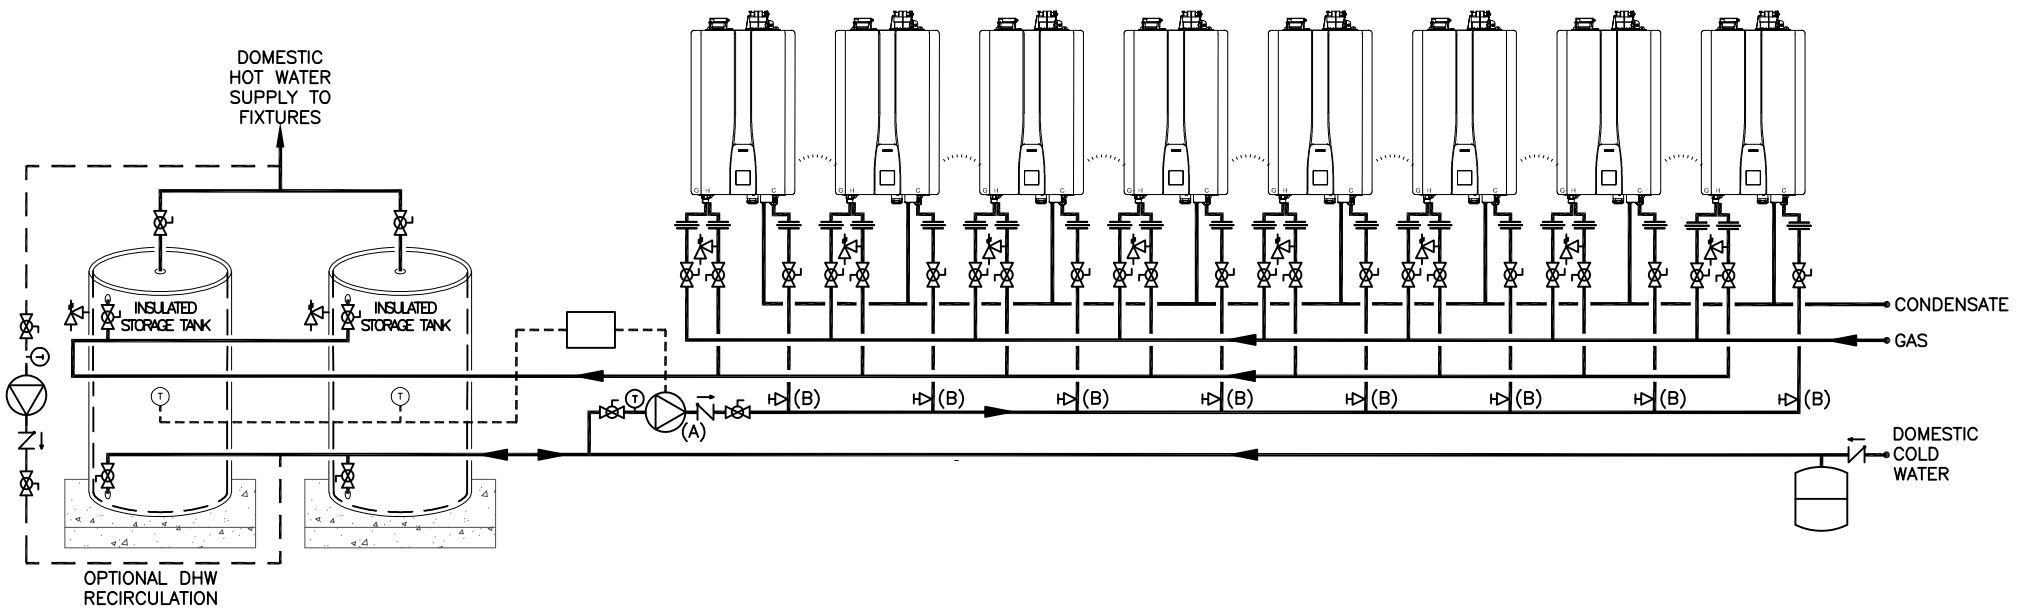 DOMESTIC
HOT WATER
SUPPLY TO
FIXTURES
G H C
G H C
G H C
G H C
G H C
G H C
G H C
G H C
INSULATED
STORAGE TANK
INSULATED
STORAGE TANK
CONDENSATE
GAS
T
T
T
T
(A)
(B)
(B)
(B)
(B)
(B)
(B)
(B)
(B)
DOMESTIC
COLD
WATER
OPTIONAL DHW
RECIRCULATION